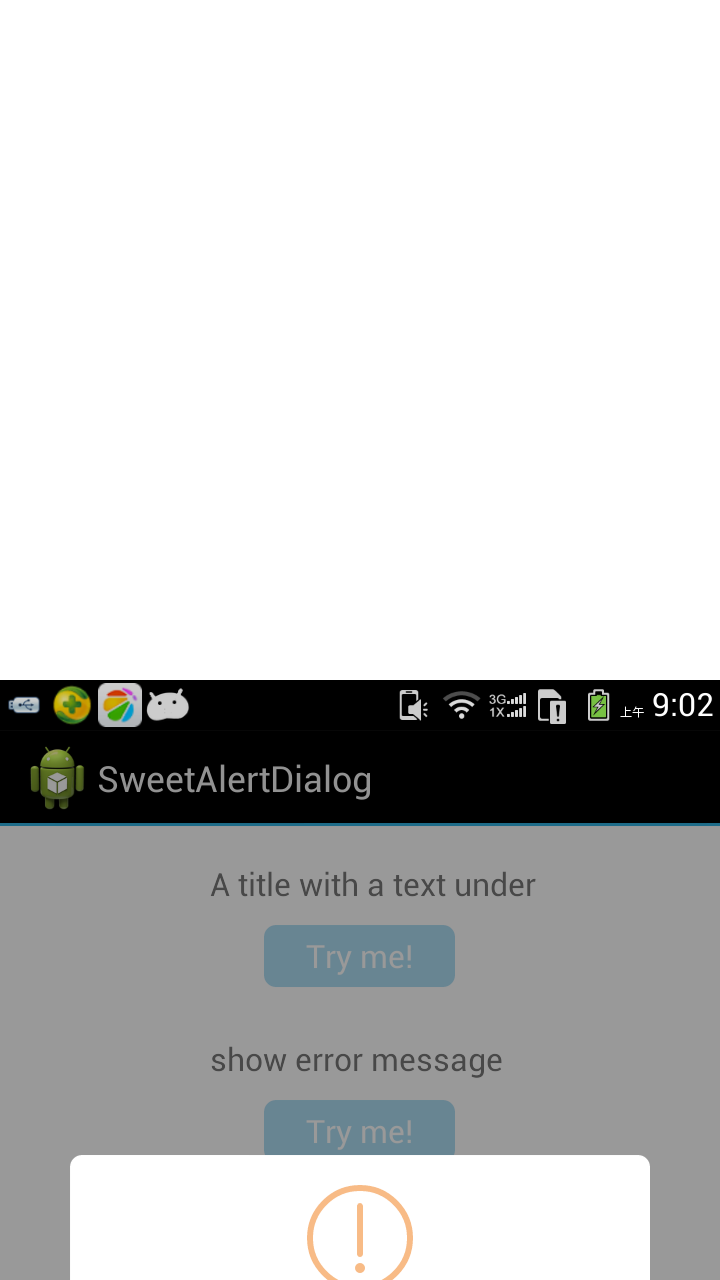 3G
1X
上午 9:02
SweetAlertDialog
A title with a text under
Try me!
show error message
Try me!